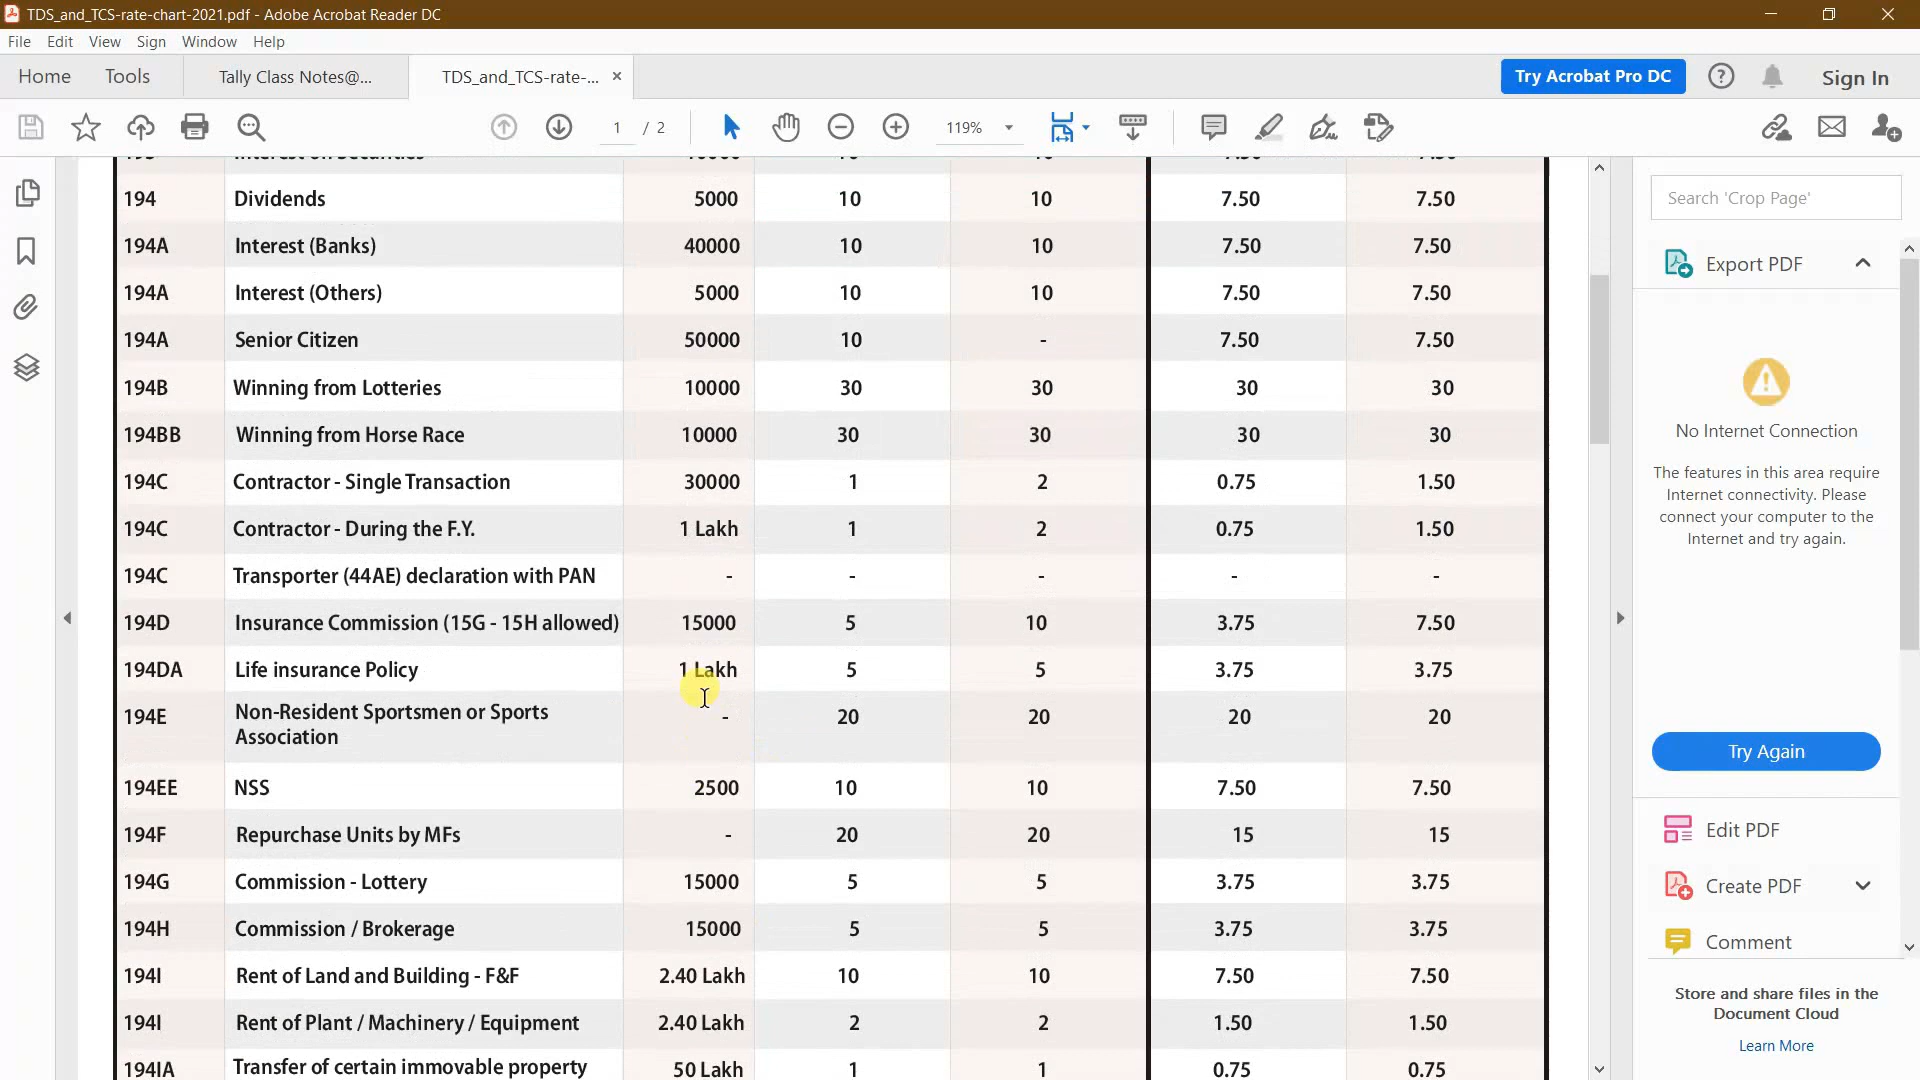 TDS_and_TCS-rate-chart-2021.pdf - Adobe Acrobat Reader DC
File Edit View Sign Window Help
Home Tools Tally Class Notes@... TDS_and_TCS-rate-... × Try Acrobat Pro DC Sign In
1 / 2 119%
194 Dividends 5000 10 10 7.50 7.50
194A Interest (Banks) 40000 10 10 7.50 7.50
194A Interest (Others) 5000 10 10 7.50 7.50
194A Senior Citizen 50000 10 - 7.50 7.50
194B Winning from Lotteries 10000 30 30 30 30
194BB Winning from Horse Race 10000 30 30 30 30
194C Contractor - Single Transaction 30000 1 2 0.75 1.50
194C Contractor - During the F.Y. 1 Lakh 1 2 0.75 1.50
194C Transporter (44AE) declaration with PAN - - - - -
194D Insurance Commission (15G - 15H allowed) 15000 5 10 3.75 7.50
194DA Life insurance Policy 1 Lakh 5 5 3.75 3.75
194E Non-Resident Sportsmen or Sports - 20 20 20 20
Association
194EE NSS 2500 10 10 7.50 7.50
194F Repurchase Units by MFs - 20 20 15 15
194G Commission - Lottery 15000 5 5 3.75 3.75
194H Commission / Brokerage 15000 5 5 3.75 3.75
194I Rent of Land and Building - F&F 2.40 Lakh 10 10 7.50 7.50
194I Rent of Plant / Machinery / Equipment 2.40 Lakh 2 2 1.50 1.50
194IA Transfer of certain immovable property 50 Lakh 1 1 0.75 0.75
Search 'Crop Page'
Export PDF
No Internet Connection
The features in this area require
Internet connectivity. Please
connect your computer to the
Internet and try again.
Try Again
Edit PDF
Create PDF
Comment
Store and share files in the
Document Cloud
Learn More